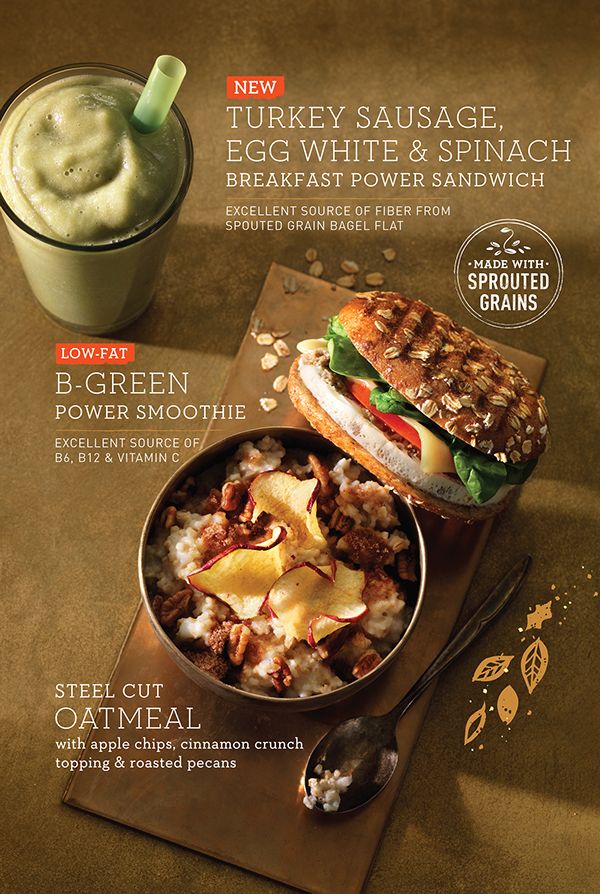 NEW
TURKEY SAUSAGE,
EGG WHITE & SPINACH
BREAKFAST POWER SANDWICH
EXCELLENT SOURCE OF FIBER FROM
SPOUTED GRAIN BAGEL FLAT
MADE WITH
SPROUTED
GRAINS
LOW-FAT
B-GREEN
POWER SMOOTHIE
EXCELLENT SOURCE OF
B6, B12 & VITAMIN C
STEEL CUT
OATMEAL
with apple chips, cinnamon crunch
topping & roasted pecans